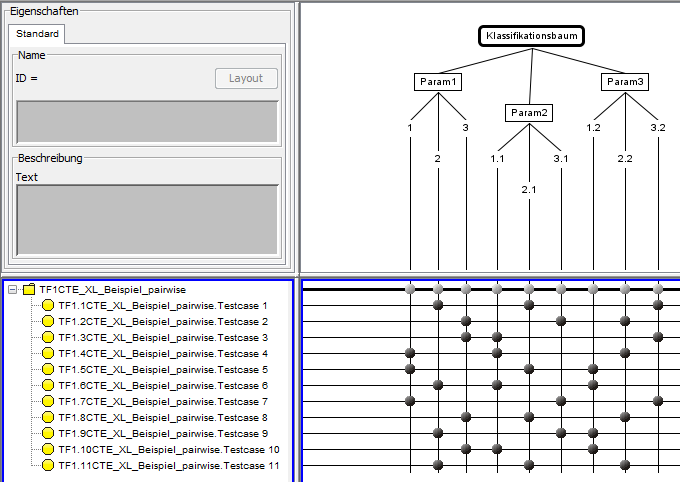 Eigenschaften
Standard
Name
ID =
Layout
Beschreibung
Text
Klassifikationsbaum
Param1
Param3
Param2
1
3
1.2
3.2
2
1.1
3.1
2.2
2.1
TF1CTE_XL_Beispiel_pairwise
TF1.1CTE_XL_Beispiel_pairwise.Testcase 1
TF1.2CTE_XL_Beispiel_pairwise.Testcase 2
TF1.3CTE_XL_Beispiel_pairwise.Testcase 3
TF1.4CTE_XL_Beispiel_pairwise.Testcase 4
TF1.5CTE_XL_Beispiel_pairwise.Testcase 5
TF1.6CTE_XL_Beispiel_pairwise.Testcase 6
TF1.7CTE_XL_Beispiel_pairwise.Testcase 7
TF1.8CTE_XL_Beispiel_pairwise.Testcase 8
TF1.9CTE_XL_Beispiel_pairwise.Testcase 9
TF1.10CTE_XL_Beispiel_pairwise.Testcase 10
TF1.11CTE_XL_Beispiel_pairwise.Testcase 11